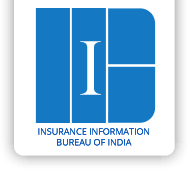 I
INSURANCE INFORMATION
BUREAU OF INDIA